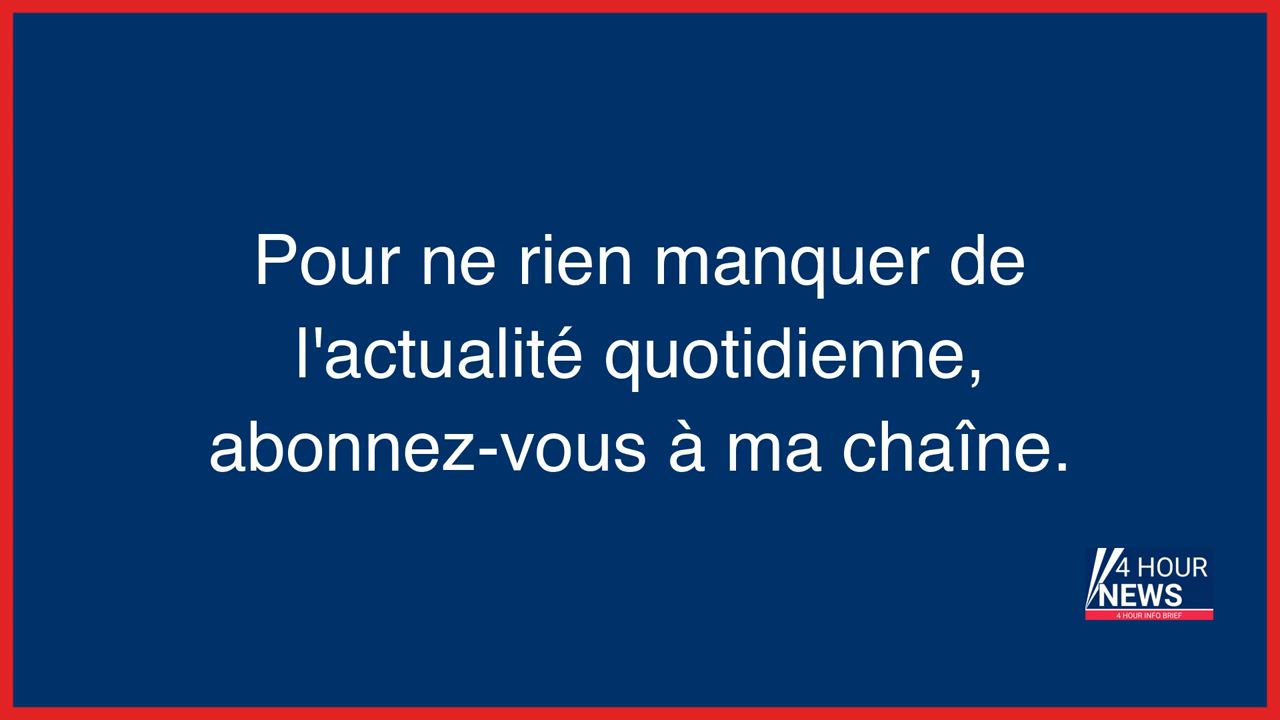 Pour ne rien manquer de
l'actualité quotidienne,
abonnez-vous à ma chaîne.
4 HOUR
NEWS
4 HOUR INFO BRIEF